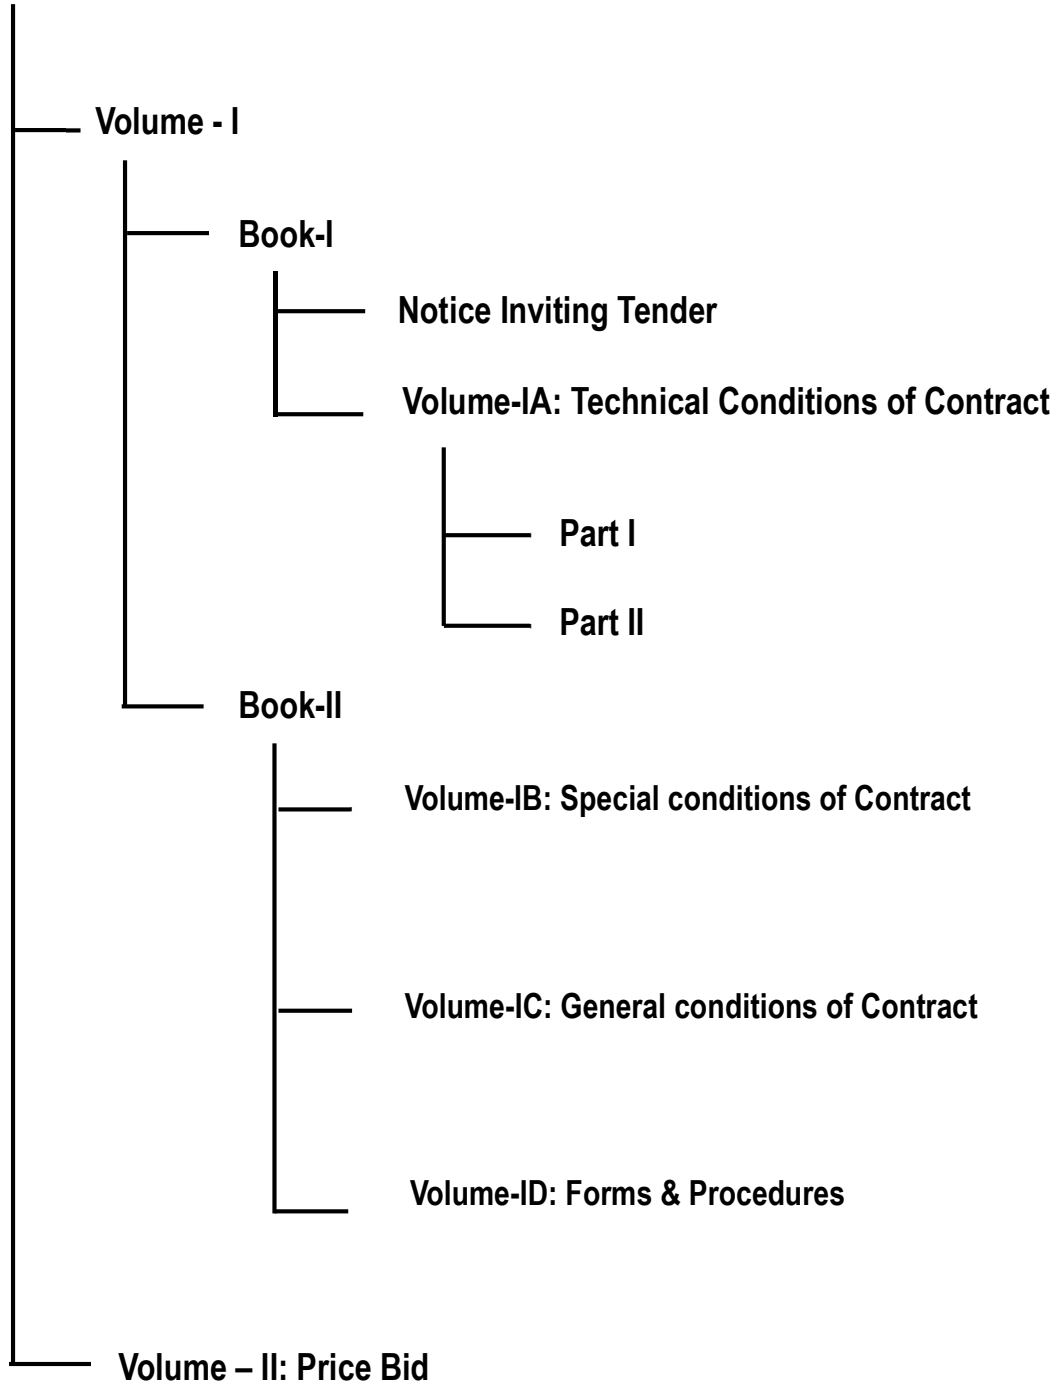 Volume - I
Book-I
Notice Inviting Tender
Volume-IA: Technical Conditions of Contract
Part I
Part II
Book-II
Volume-IB: Special conditions of Contract
Volume-IC: General conditions of Contract
Volume-ID: Forms & Procedures
Volume – II: Price Bid